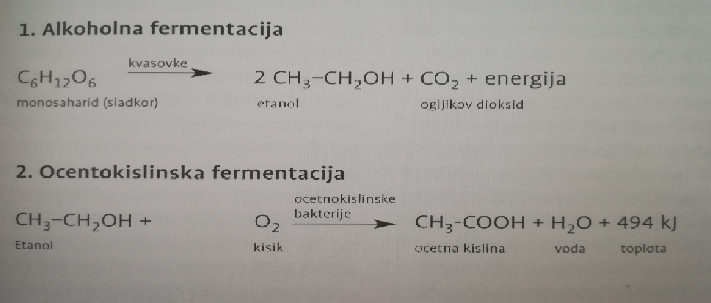 1. Alkoholna fermentacija
kvasovke
C₆H₁₂O₆ → 2 CH₃–CH₂OH + CO₂ + energija
monosaharid (sladkor) etanol ogljikov dioksid
2. Ocentokislinska fermentacija
ocetnokislinske
bakterije
CH₃–CH₂OH + O₂ → CH₃-COOH + H₂O + 494 kJ
Etanol kisik ocetna kislina voda toplota